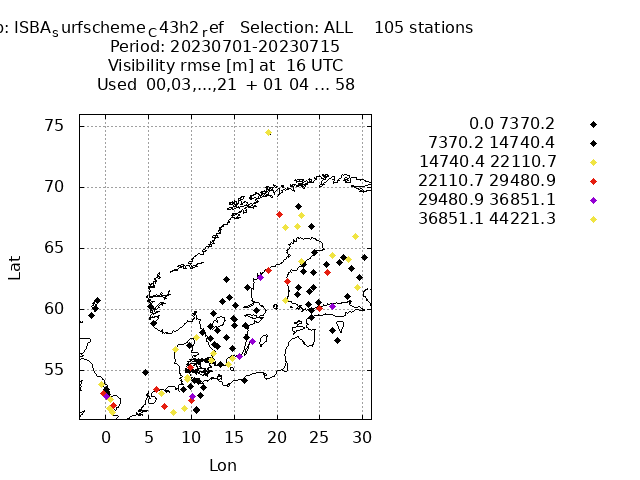 p: ISBAsurfschemeC43h2ref Selection: ALL 105 stations
Period: 20230701-20230715
Visibility rmse [m] at 16 UTC
Used 00,03,...,21 + 01 04 ... 58
0.0 7370.2
7370.2 14740.4
14740.4 22110.7
22110.7 29480.9
29480.9 36851.1
36851.1 44221.3
Lat
75
70
65
60
55
0 5 10 15 20 25 30
Lon